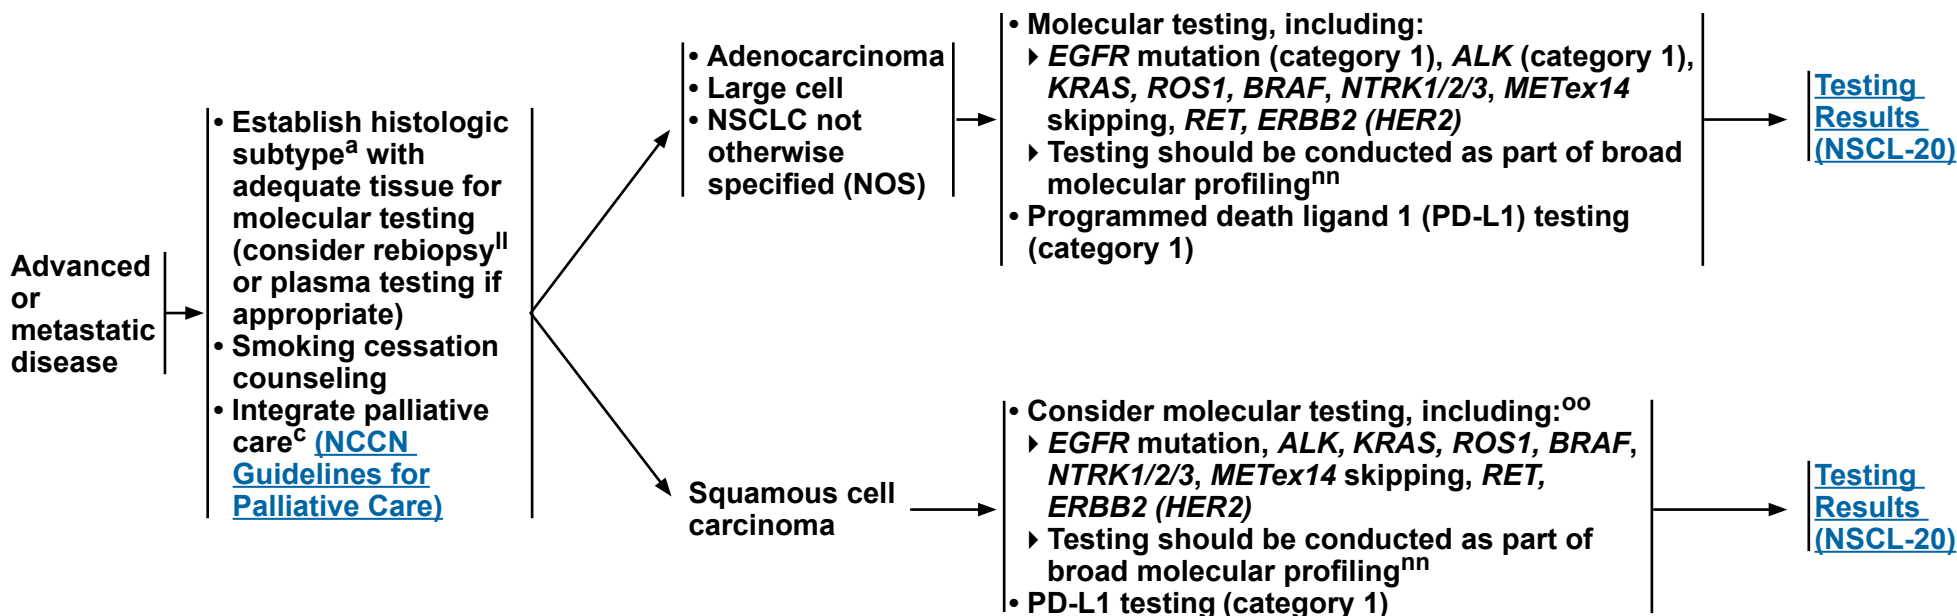 Advanced
or
metastatic
disease
• Establish histologic
subtypea with
adequate tissue for
molecular testing
(consider rebiopsyll
or plasma testing if
appropriate)
• Smoking cessation
counseling
• Integrate palliative
carec (NCCN
Guidelines for
Palliative Care)
• Adenocarcinoma
• Large cell
• NSCLC not
otherwise
specified (NOS)
• Molecular testing, including:
EGFR mutation (category 1), ALK (category 1),
KRAS, ROS1, BRAF, NTRK1/2/3, METex14
skipping, RET, ERBB2 (HER2)
Testing should be conducted as part of broad
molecular profilingnn
• Programmed death ligand 1 (PD-L1) testing
(category 1)
Testing
Results
(NSCL-20)
Squamous cell
carcinoma
• Consider molecular testing, including:oo
EGFR mutation, ALK, KRAS, ROS1, BRAF,
NTRK1/2/3, METex14 skipping, RET,
ERBB2 (HER2)
Testing should be conducted as part of
broad molecular profilingnn
• PD-L1 testing (category 1)
Testing
Results
(NSCL-20)